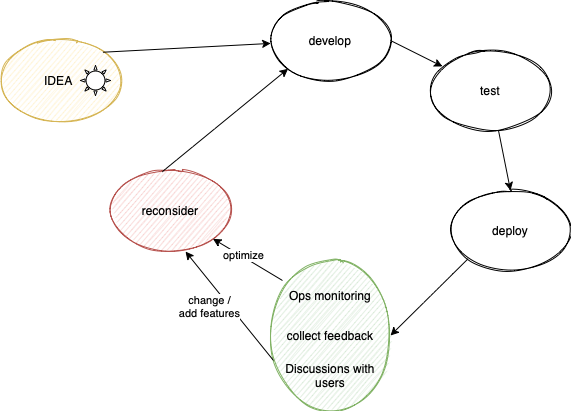 IDEA
develop
test
deploy
Ops monitoring
collect feedback
Discussions with
users
optimize
change /
add features
reconsider